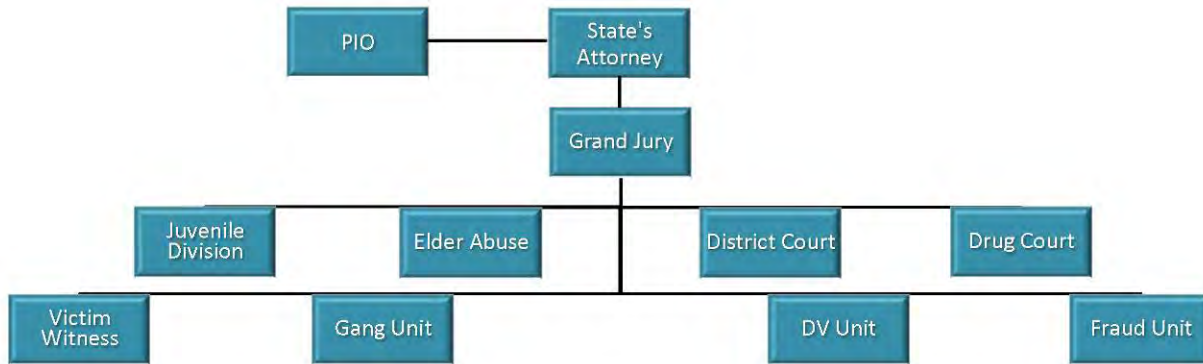 PIO
State's
Attorney
Grand Jury
Juvenile
Division
Elder Abuse
District Court
Drug Court
Victim
Witness
Gang Unit
DV Unit
Fraud Unit